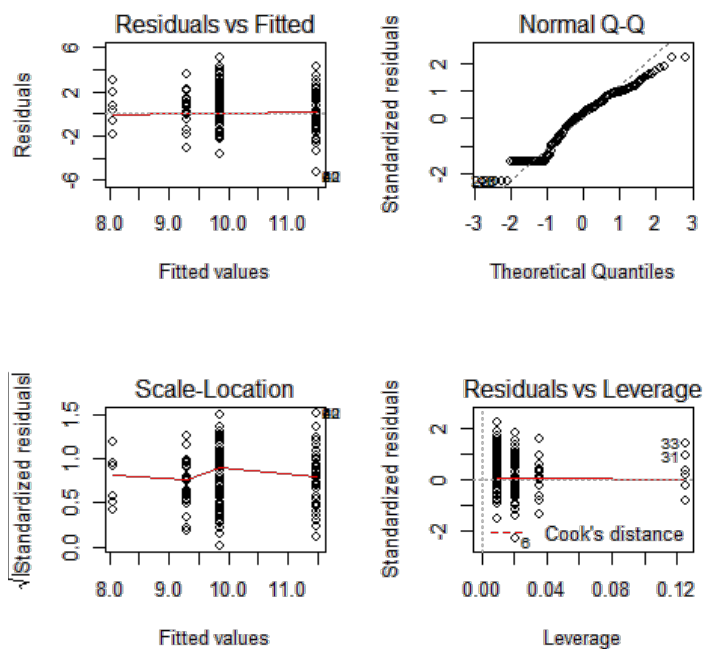 Residuals vs Fitted
Residuals
6
2
-2
-6
8.0 9.0 10.0 11.0
Fitted values
Normal Q-Q
Standardized residuals
2
1
0
-2
-3 -2 -1 0 1 2 3
Theoretical Quantiles
Scale-Location
√|Standardized residuals|
1.5
1.0
0.5
0.0
8.0 9.0 10.0 11.0
Fitted values
Residuals vs Leverage
Standardized residuals
2
0
-2
33
31
6
Cook's distance
0.00 0.04 0.08 0.12
Leverage